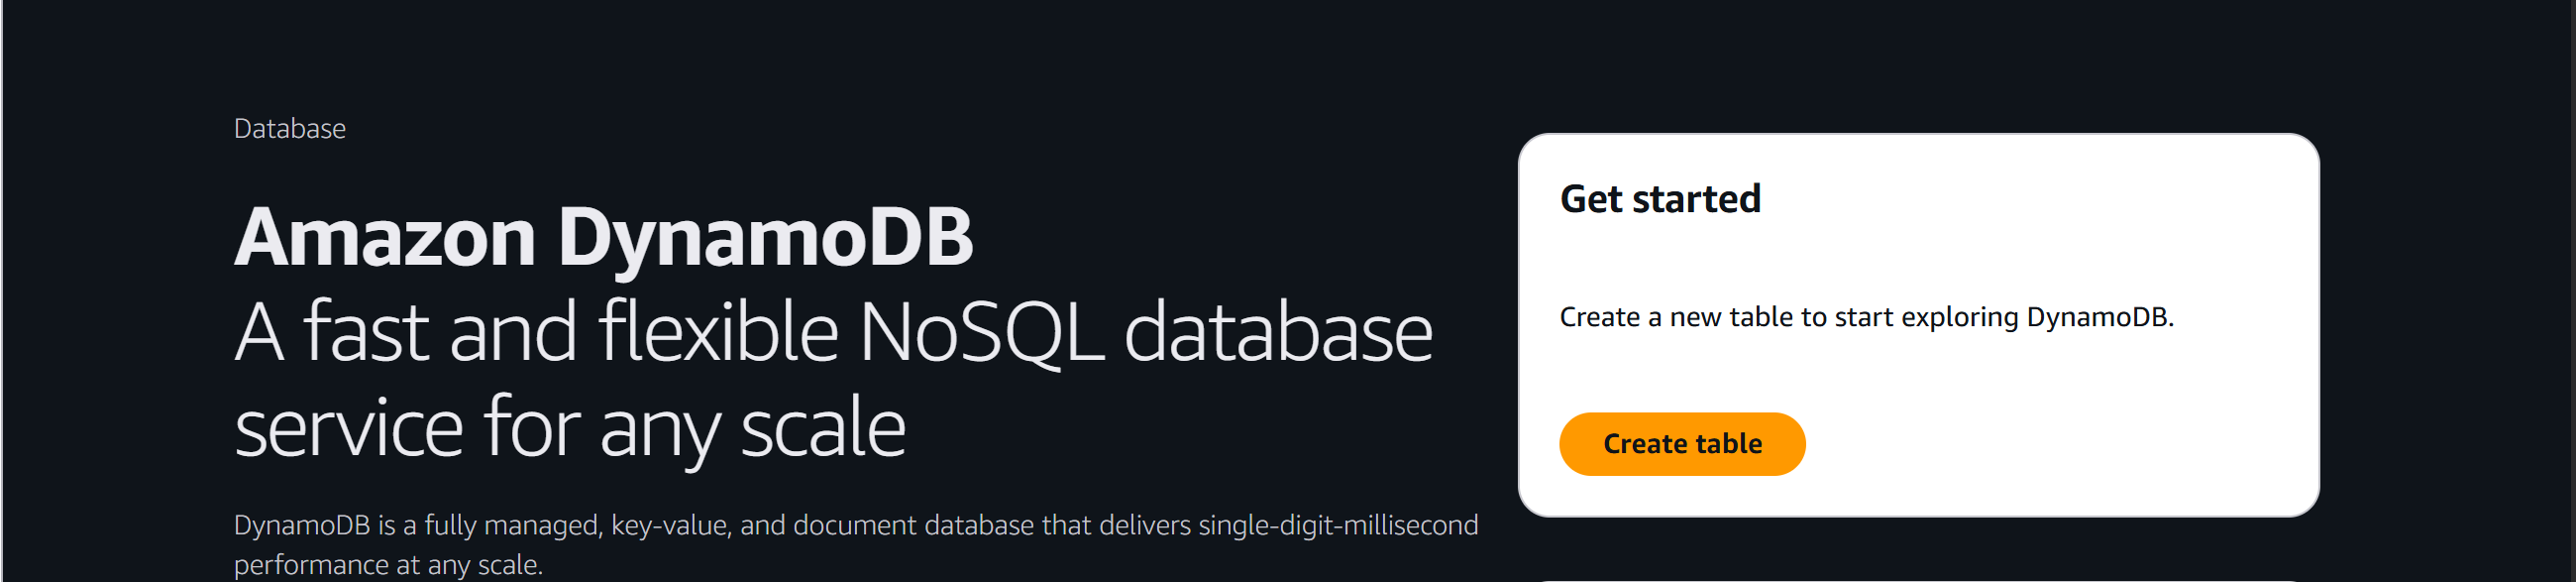 Database
Amazon DynamoDB
A fast and flexible NoSQL database
service for any scale
DynamoDB is a fully managed, key-value, and document database that delivers single-digit-millisecond
performance at any scale.
Get started
Create a new table to start exploring DynamoDB.
Create table